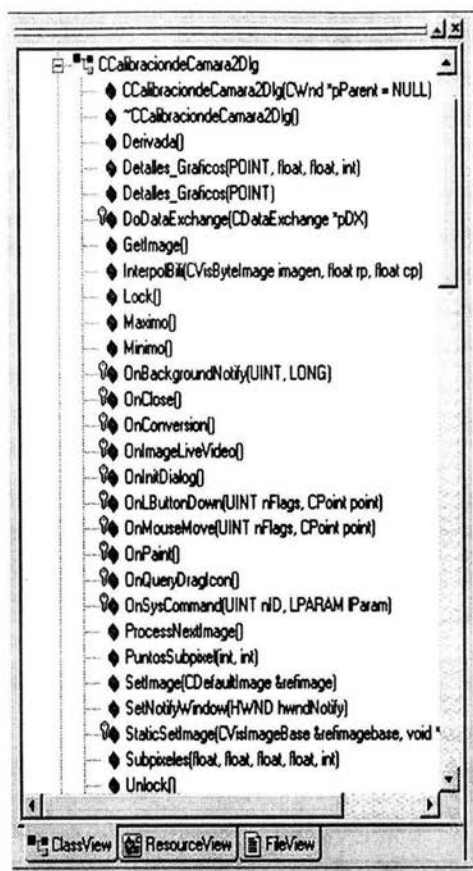 CCalibraciondeCamara2Dlg
CCalibraciondeCamara2Dlg(CWnd *pParent = NULL)
~CCalibraciondeCamara2Dlg()
Derivada()
Detalles_Graficos(POINT, float, float, int)
Detalles_Graficos(POINT)
DoDataExchange(CDataExchange *pDX)
GetImage()
InterpolBili(CVisByteImage imagen, float rp, float cp)
Lock()
Maximo()
Minimo()
OnBackgroundNotify(UINT, LONG)
OnClose()
OnConversion()
OnImageLiveVideo()
OnInitDialog()
OnLButtonDown(UINT nFlags, CPoint point)
OnMouseMove(UINT nFlags, CPoint point)
OnPaint()
OnQueryDragIcon()
OnSysCommand(UINT nID, LPARAM lParam)
ProcessNextImage()
PuntosSubpixel(int, int)
SetImage(CDefaultImage &refimage)
SetNotifyWindow(HWND hwndNotify)
StaticSetImage(CVisImageBase &refimagebase, void *
Subpixeles(float, float, float, float, int)
Unlock()
ClassView ResourceView FileView